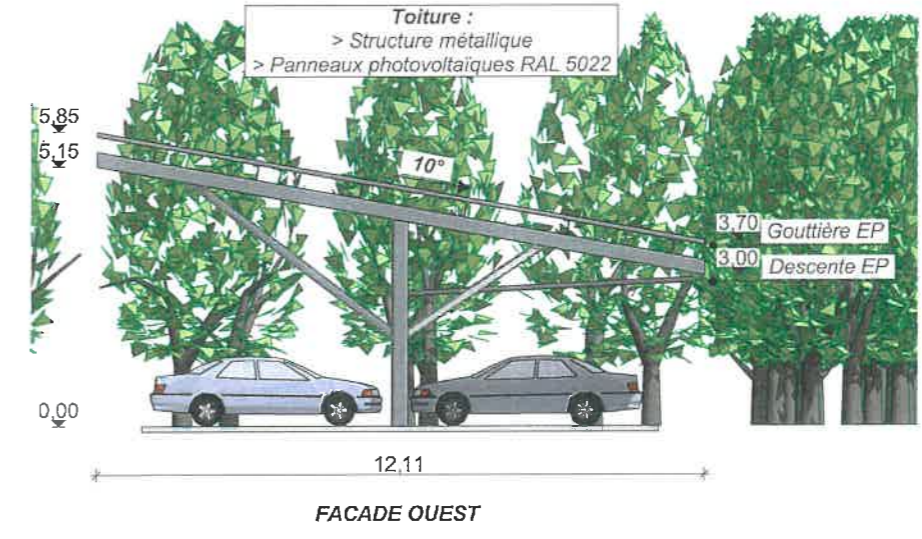 Toiture :
> Structure métallique
> Panneaux photovoltaïques RAL 5022
5,85
5,15
10°
3,70 Gouttière EP
3,00 Descente EP
0,00
12,11
FACADE OUEST